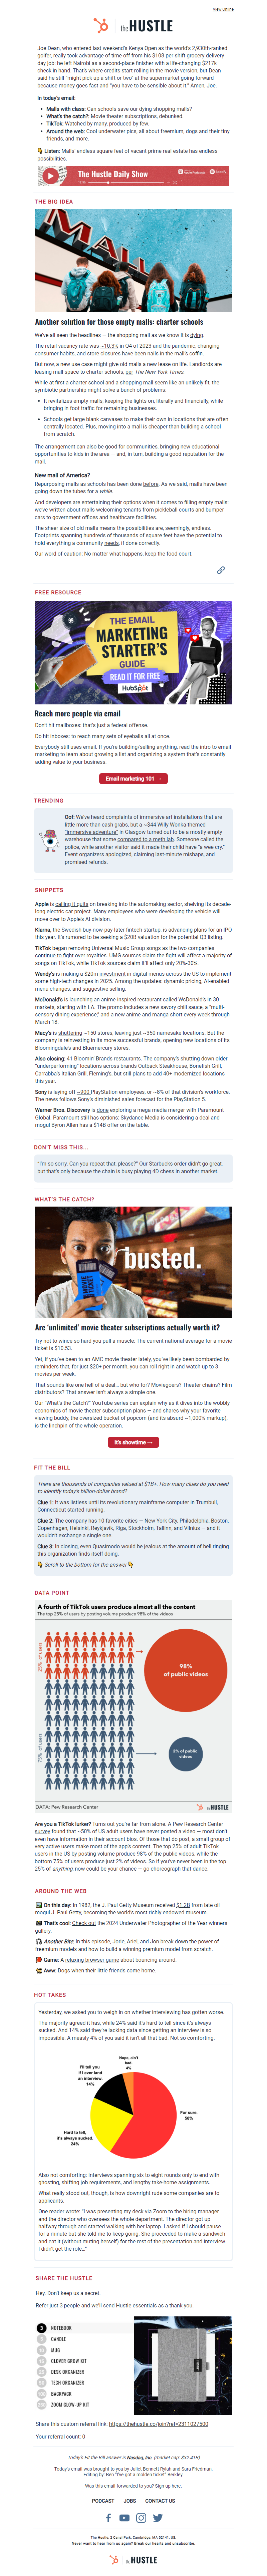 View Online
the HUSTLE
Joe Dean, who entered last weekend's Kenya Open as the world's 2,930th-ranked
golfer, really took advantage of time off from his $108-per-shift grocery-delivery
day job: he left Nairobi as a second-place finisher with a life-changing $217k
check in hand. That's while credits start rolling in the movie version, but Dean
said he still "might pick up a shift or two" at the supermarket going forward
because money goes fast and "you have to be sensible about it." Amen, Joe.
In today's email:
Malls with class: Can schools save our dying shopping malls?
What's the catch?: Movie theater subscriptions, debunked.
TikTok: Watched by many, produced by few.
Around the web: Cool underwater pics, all about freemium, dogs and their tiny
friends, and more.
Listen: Malls' endless square feet of vacant prime real estate has endless
possibilities.
The Hustle Daily Show
THE BIG IDEA
MALL
Another solution for those empty malls: charter schools
We've all seen the headlines — the shopping mall as we know it is dying.
The retail vacancy rate was ~10.3% in Q4 of 2023 and the pandemic, changing
consumer habits, and store closures have been nails in the mall's coffin.
But now, a new use case might give old malls a new lease on life. Landlords are
leasing mall space to charter schools, per The New York Times.
While at first a charter school and a shopping mall seem like an unlikely fit, the
symbiotic partnership might solve a bunch of problems:
It revitalizes empty malls, keeping the lights on, literally and financially, while
bringing in foot traffic for remaining businesses.
Schools get large blank canvases to make their own in locations that are often
centrally located. Plus, moving into a mall is cheaper than building a school
from scratch.
The arrangement can also be good for communities, bringing new educational
opportunities to kids in the area — and, in turn, building a good reputation for the
mall.
New mall of America?
Repurposing malls as schools has been done before. As we said, malls have been
going down the tubes for a while.
And developers are entertaining their options when it comes to filling empty malls:
we've written about malls welcoming tenants from pickleball courts and bumper
cars to government offices and healthcare facilities.
The sheer size of old malls means the possibilities are, seemingly, endless.
Footprints spanning hundreds of thousands of square feet have the potential to
hold everything a community needs, if done correctly.
Our word of caution: No matter what happens, keep the food court.
FREE RESOURCE
THE EMAIL
MARKETING
STARTER'S
GUIDE
READ IT FOR FREE
HubSpot
Reach more people via email
Don't hit mailboxes: that's just a federal offense.
Do hit inboxes: to reach many sets of eyeballs all at once.
Everybody still uses email. If you're building/selling anything, read the intro to email
marketing to learn about growing a list and organizing a system that's constantly
adding value to your business.
Email marketing 101 →
TRENDING
Oof: We've heard complaints of immersive art installations that are
little more than cash grabs, but a ~$44 Willy Wonka-themed
"immersive adventure" in Glasgow turned out to be a mostly empty
warehouse that some compared to a meth lab. Someone called the
police, while another visitor said it made their child have "a wee cry."
Event organizers apologized, claiming last-minute mishaps, and
promised refunds.
SNIPPETS
Apple is calling it quits on breaking into the automaking sector, shelving its decade-
long electric car project. Many employees who were developing the vehicle will
move over to Apple's AI division.
Klarna, the Swedish buy-now-pay-later fintech startup, is advancing plans for an IPO
this year. It's rumored to be seeking a $20B valuation for the potential Q3 listing.
TikTok began removing Universal Music Group songs as the two companies
continue to fight over royalties. UMG sources claim the fight will affect up to 80% of
songs on TikTok, while TikTok sources claim it'll affect only 20%-30%.
Wendy's is making a $20m investment in digital menus across the US to enable
more high-tech changes in 2025. Among the updates: dynamic pricing, AI-enabled
menu changes, and suggestive selling.
McDonald's is launching an anime-inspired restaurant called WcDonald's in 30
markets, starting with LA. The promo includes a new savory chili sauce, a "multi-
sensory dining experience," and a new anime short and manga short every week through
March 18.
Macy's is shuttering ~150 stores, leaving just ~350 namesake locations. But the
company is reinvesting in its smaller luxury subsidiaries, opening new locations of its
Bloomingdale's and Bluemercury stores.
Also closing: 41 Bloomin' Brands restaurants. The company's shutting down
"underperforming" locations across brands Outback Steakhouse, Bonefish Grill,
Carrabba's Italian Grill, Fleming's, but still plans to add 40+ modernized locations
this year.
Sony is laying off ~900 PlayStation employees, or ~8% of that division's workforce.
The news follows Sony's diminished sales forecast for the PlayStation 5.
Warner Bros. Discovery is done exploring a mega media merger with Paramount
Global. Paramount still has options: Skydance Media is considering a deal and
mogul Byron Allen has a $14B offer on the table.
DON'T MISS THIS...
"I'm so sorry. Can you repeat that, please?" Our Starbucks order didn't go great,
but that's only because the chain is busy playing 4D chess in another market.
WHAT'S THE CATCH?
busted.
Are 'unlimited' movie theater subscriptions actually worth it?
Try not to wince so hard you pull a muscle: The current national average for a movie
ticket is $10.53.
Yet, if you've been to an AMC movie theater lately, you've likely been bombarded by
reminders that, for just $20+ per month, you can roll right in and watch up to 3
movies per week.
That sounds like one hell of a deal... but who for? Moviegoers? Theater chains? Film
distributors? That answer isn't always a simple one.
Our "What's the Catch?" YouTube series can explain why as it dives into the wobbly
economics of movie theater subscription plans — and shares why your favorite
viewing buddy, the oversized bucket of popcorn (and its absurd ~1,000% markup),
is the linchpin of the whole operation.
It's showtime →
FIT THE BILL
There are thousands of companies valued at $1B+. How many clues do you need
to identify today's billion-dollar brand?
Clue 1: It was listless until its revolutionary mainframe computer in Trumbull,
Connecticut started running.
Clue 2: The company has 10 favorite cities — New York City, Philadelphia, Boston,
Copenhagen, Helsinki, Reykjavik, Riga, Stockholm, Tallinn, and Vilnius — and it
wouldn't exchange a single one.
Clue 3: In closing, even Quasimodo would be jealous at the amount of bell ringing
this organization finds itself doing.
Scroll to the bottom for the answer
DATA POINT
A fourth of TikTok users produce almost all the content
The top 25% of users by posting volume produce 98% of the videos
25% of users
98%
of public videos
75% of users
2% of public
videos
DATA: Pew Research Center
the HUSTLE
Are you a TikTok lurker? Turns out you're far from alone. A Pew Research Center
survey found that ~50% of US adult users have never posted a video — and most don't
even have information in their account bios. Of those that do post, a small group of
very active users make most of the app's content. The top 25% of adult TikTok
users in the US by posting volume produce 98% of the public videos, while the
bottom 75% of users produce just 2% of videos. So if you've never been in the top
25% of anything, now could be your chance — go choreograph that dance.
AROUND THE WEB
On this day: In 1982, the J. Paul Getty Museum received $1.2B from late oil
mogul J. Paul Getty, becoming the world's most richly endowed museum.
That's cool: Check out the 2024 Underwater Photographer of the Year winners
gallery.
Another Bite: In this episode, Jorie, Ariel, and Jon break down the power of
freemium models and how to build a winning premium model from scratch.
Game: A relaxing browser game about bouncing around.
Aww: Dogs when their little friends come home.
HOT TAKES
Yesterday, we asked you to weigh in on whether interviewing has gotten worse.
The majority agreed it has, while 24% said it's hard to tell since it's always
sucked. And 14% said they're lacking data since getting an interview is so
impossible. A measly 4% of you said it isn't all that bad. Not so comforting.
Nope, ain't
bad.
4%
I'll tell you
if I ever land
an interview.
14%
Hard to tell,
it's always sucked.
24%
For sure.
58%
Also not comforting: Interviews spanning three to eight rounds only to end with
ghosting, shifting job requirements, and lengthy take-home assignments.
What really stood out, though, is how downright rude some companies are to
applicants.
One reader wrote: "I was presenting my deck via Zoom to the hiring manager
and the director who oversees the whole department. The director got up
halfway through and started walking with her laptop. I asked if I should pause
for a minute but she told me to keep going. She proceeded to make a sandwich
and eat it (without muting herself) for the rest of the presentation and interview.
I didn't get the role..."
SHARE THE HUSTLE
Hey. Don't keep us a secret.
Refer just 3 people and we'll send Hustle essentials as a thank you.
3 NOTEBOOK
CANDLE
MUG
CLOVER GROW KIT
DESK ORGANIZER
TECH ORGANIZER
BACKPACK
ZOOM GLOW-UP KIT
Share this custom referral link: https://thehustle.co/join?ref=2311027500
Your referral count: 0
Today's Fit the Bill answer is Nasdaq, Inc. (market cap: $32.41B).
Today's email was brought to you by Juliet Bennett Rylah and Sara Friedman.
Editing by: Ben "I've got a molden ticket" Berkley.
Was this email forwarded to you? Sign up here.
PODCAST JOBS CONTACT US
The Hustle, 2 Canal Park, Cambridge, MA 02141, US
Never want to hear from us again? Break our hearts and unsubscribe.
the HUSTLE